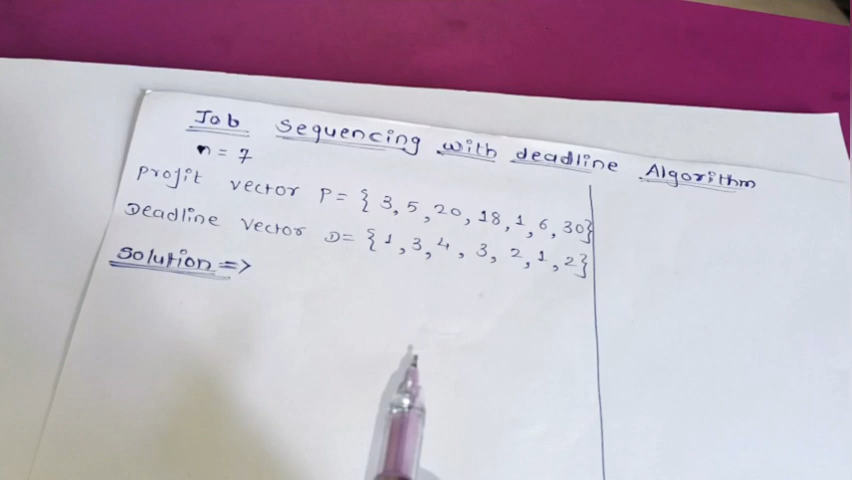 Job Sequencing with deadline Algorithm
n = 7
Profit vector P = { 3, 5, 20, 18, 1, 6, 30}
Deadline vector D = { 1, 3, 4, 3, 2, 1, 2}
Solution =>